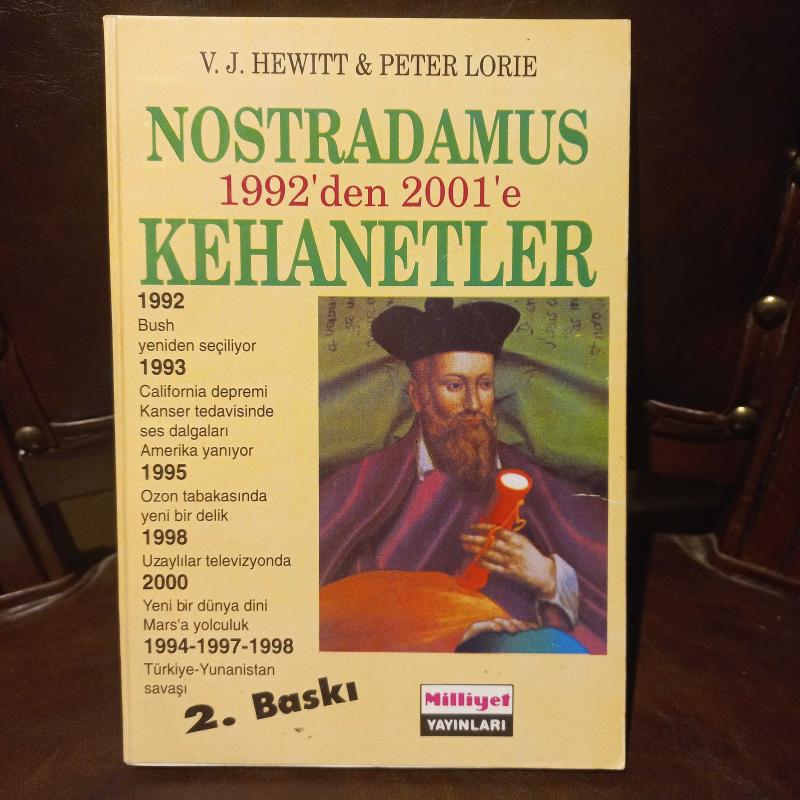 V. J. HEWITT & PETER LORIE
NOSTRADAMUS
1992'den 2001'e
KEHANETLER
1992
Bush
yeniden seçiliyor
1993
California depremi
Kanser tedavisinde
ses dalgaları
Amerika yanıyor
1995
Ozon tabakasında
yeni bir delik
1998
Uzaylılar televizyonda
2000
Yeni bir dünya dini
Mars'a yolculuk
1994-1997-1998
Türkiye-Yunanistan
savaşı
2. Baskı
Milliyet
YAYINLARI